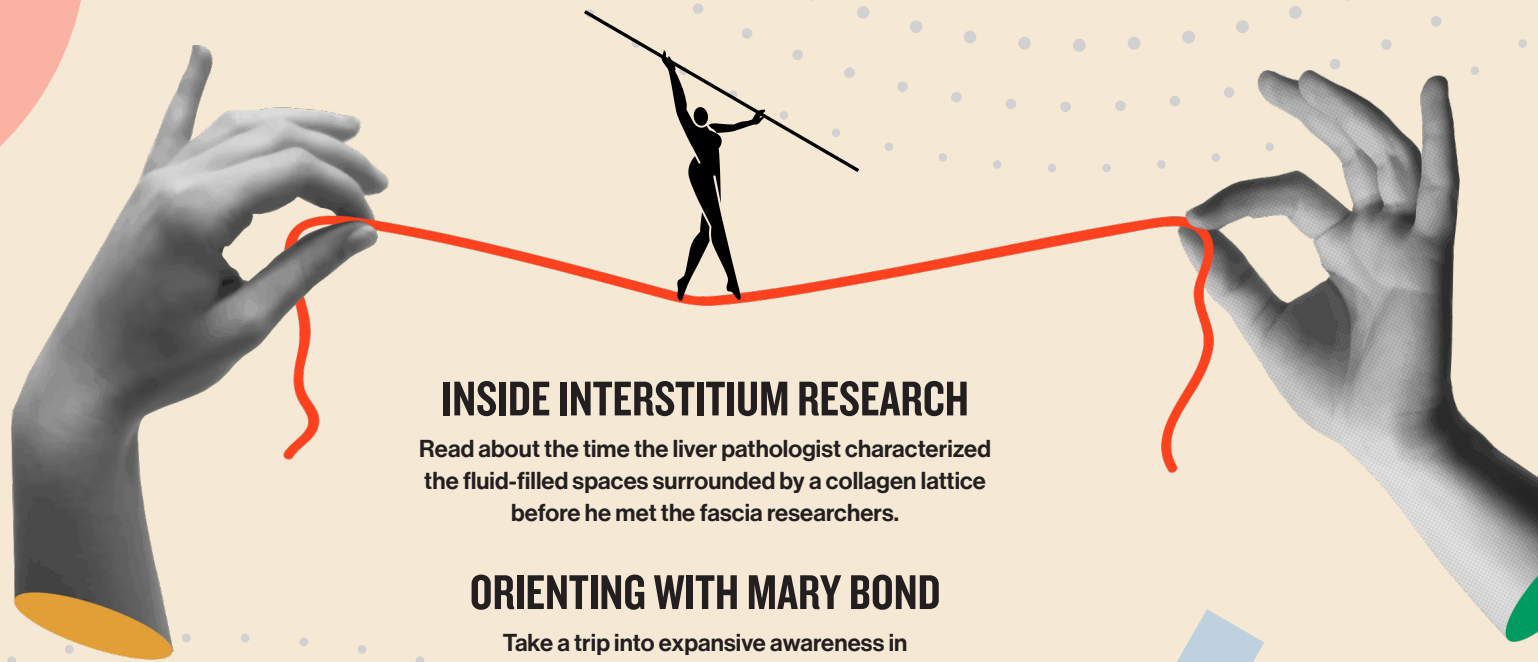 INSIDE INTERSTITIUM RESEARCH
Read about the time the liver pathologist characterized
the fluid-filled spaces surrounded by a collagen lattice
before he met the fascia researchers.
ORIENTING WITH MARY BOND
Take a trip into expansive awareness in